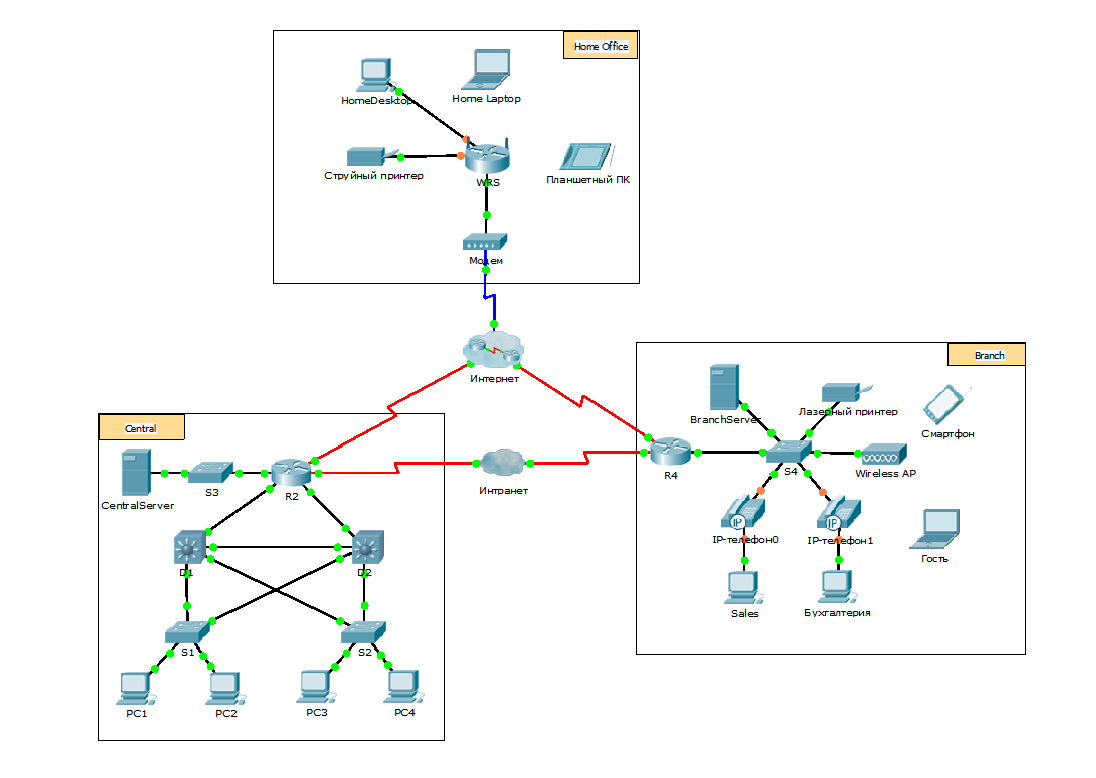 Home Office
HomeDesktop
Home Laptop
Струйный принтер
WRS
Планшетный ПК
Модем
Интернет
Branch
BranchServer
Лазерный принтер
Смартфон
Central
CentralServer
S3
R2
Интранет
R4
S4
Wireless AP
IP
IP
IP-телефон0
IP-телефон1
Гость
D1
D2
Sales
Бухгалтерия
S1
S2
PC1
PC2
PC3
PC4